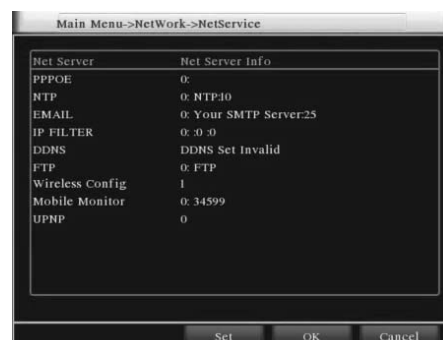 Main Menu->NetWork->NetService
Net Server Net Server Info
PPPOE 0:
NTP 0: NTP:10
EMAIL 0: Your SMTP Server:25
IP FILTER 0: :0 :0
DDNS DDNS Set Invalid
FTP 0: FTP
Wireless Config 1
Mobile Monitor 0: 34599
UPNP 0
Set OK Cancel